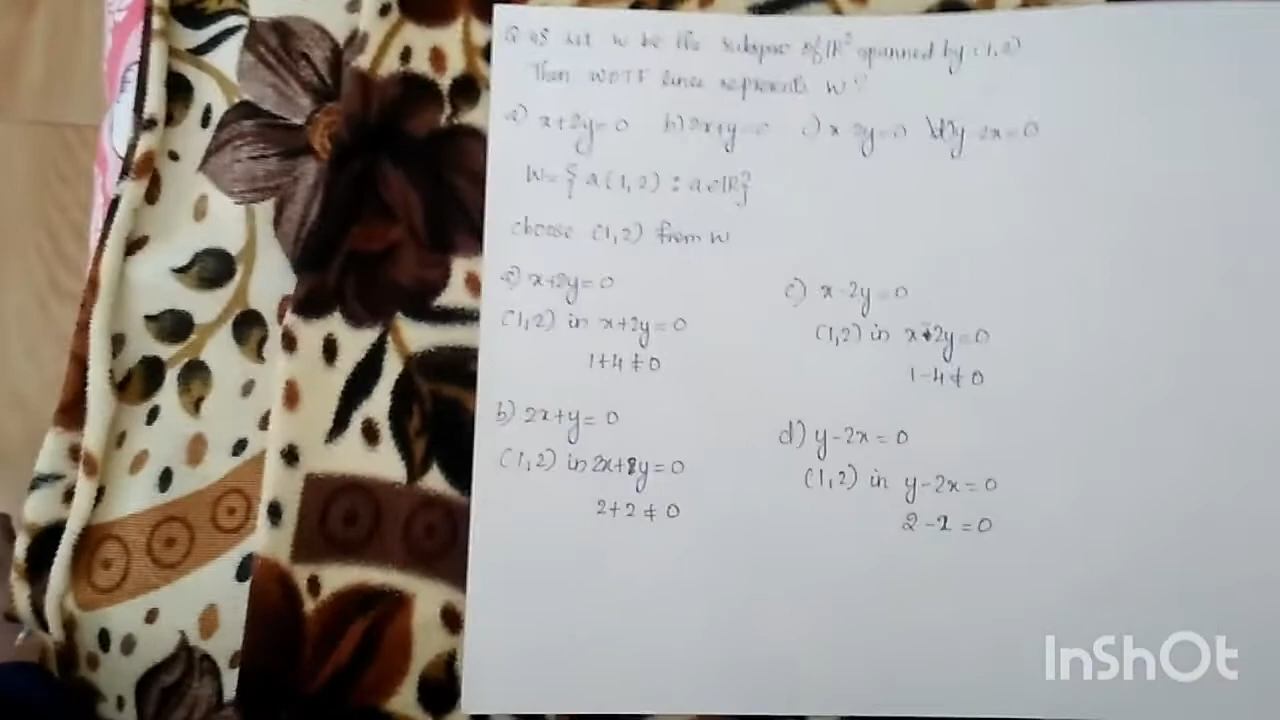 Let W be the subspace of IR² spanned by (1,2)
Then WOTF lines represents W?
a) x+2y=0 b) 2x+y=0 c) x-2y=0 d) y-2x=0
W={a(1,2) : a∈IR}
choose (1,2) from W
a) x+2y=0
(1,2) in x+2y=0
1+4≠0
b) 2x+y=0
(1,2) in 2x+y=0
2+2≠0
c) x-2y=0
(1,2) in x-2y=0
1-4≠0
d) y-2x=0
(1,2) in y-2x=0
2-2=0
InShOt